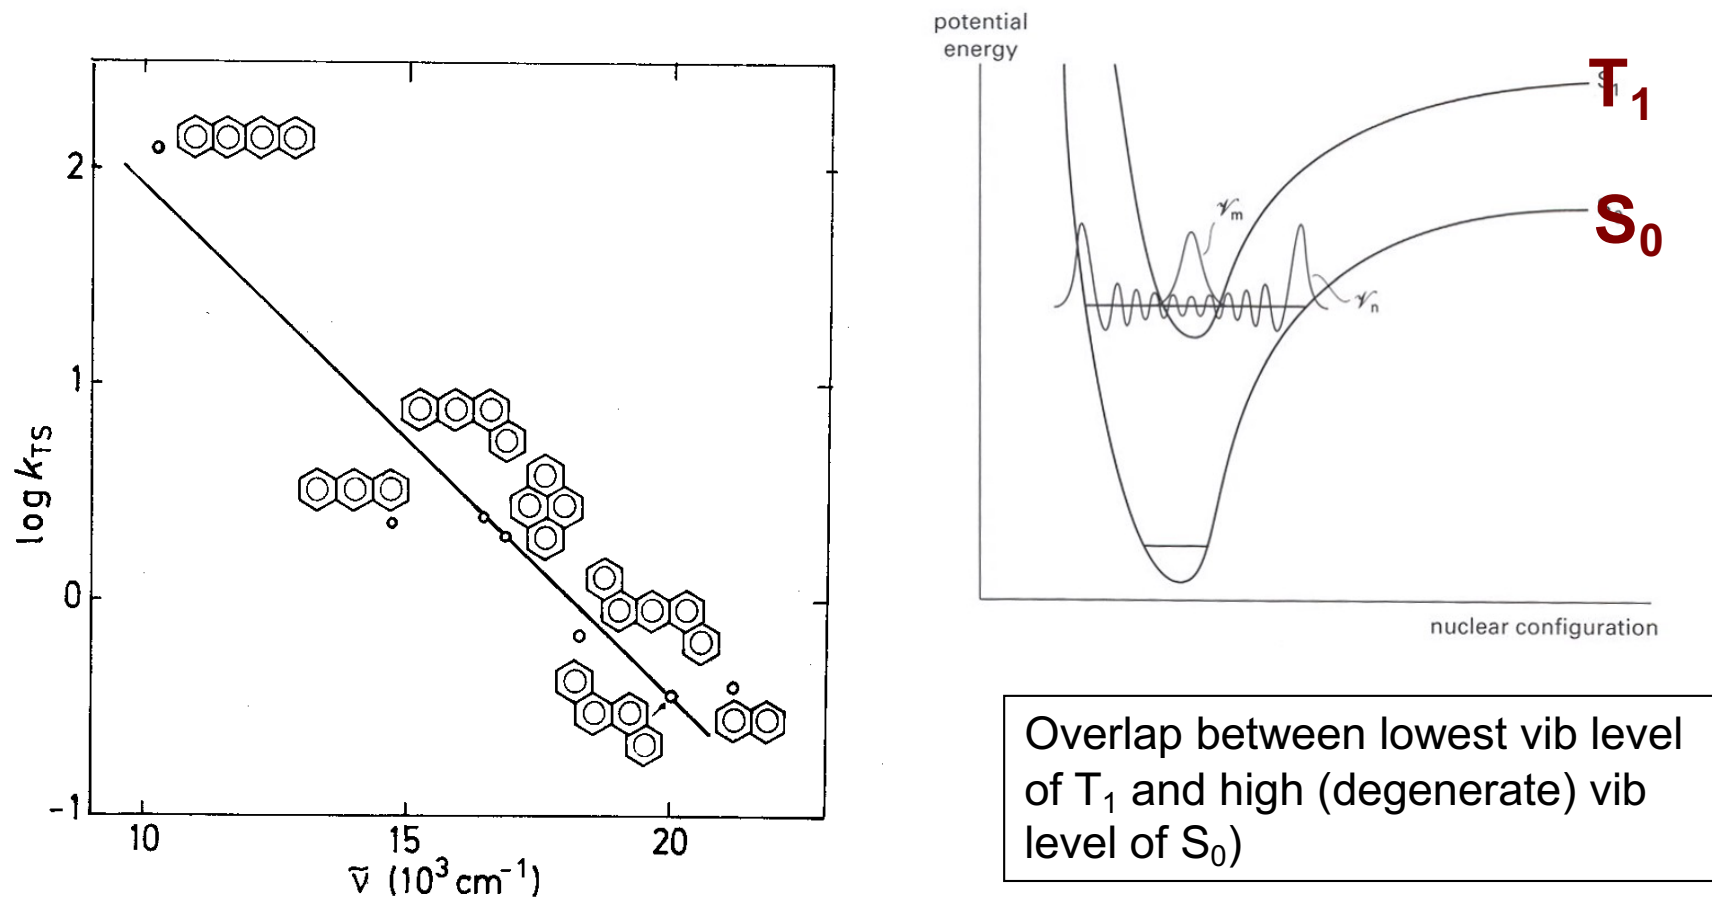 2
1
0
-1
log kTS
10
15
20
ν̃ (10³ cm⁻¹)
potential
energy
T₁
S₀
𝜓m
𝜓n
nuclear configuration
Overlap between lowest vib level
of T₁ and high (degenerate) vib
level of S₀)